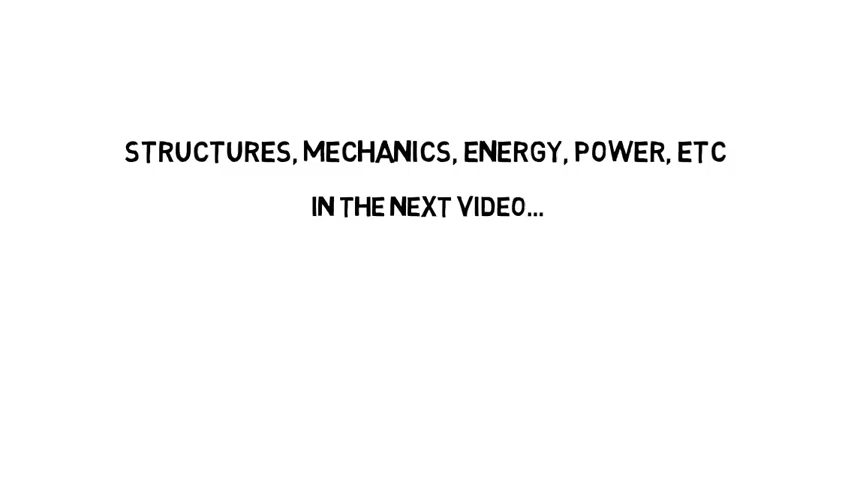 STRUCTURES, MECHANICS, ENERGY, POWER, ETC
IN THE NEXT VIDEO...